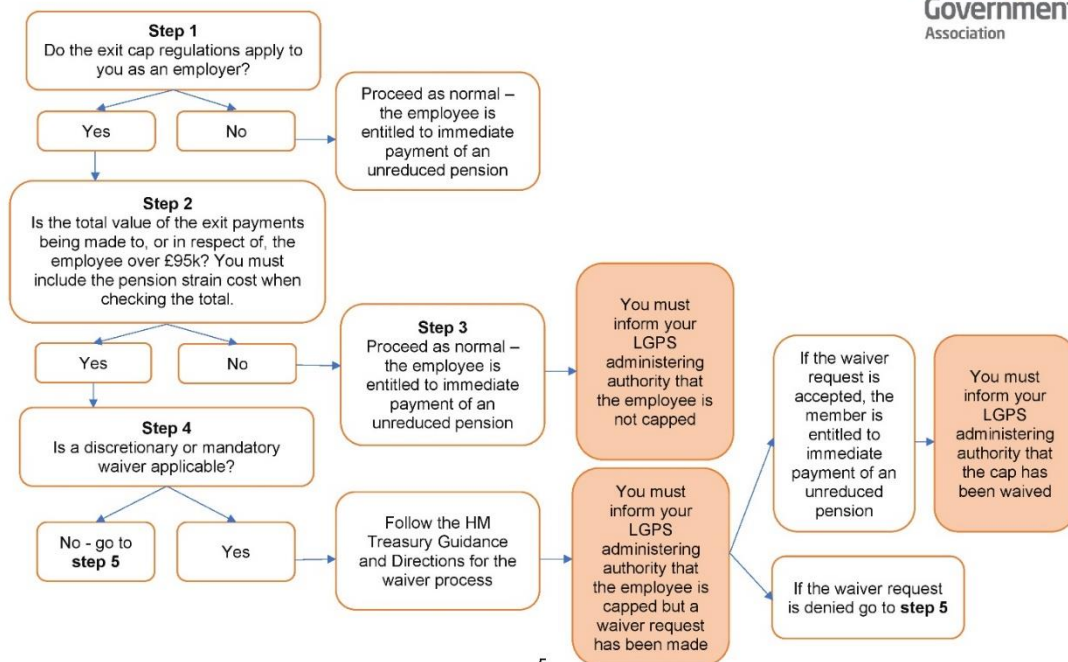 Government
Association
Step 1
Do the exit cap regulations apply to
you as an employer?
Yes
No
Proceed as normal –
the employee is
entitled to immediate
payment of an
unreduced pension
Step 2
Is the total value of the exit payments
being made to, or in respect of, the
employee over £95k? You must
include the pension strain cost when
checking the total.
Yes
No
Step 3
Proceed as normal –
the employee is
entitled to immediate
payment of an
unreduced pension
You must
inform your
LGPS
administering
authority that
the employee is
not capped
Step 4
Is a discretionary or mandatory
waiver applicable?
No - go to
step 5
Yes
Follow the HM
Treasury Guidance
and Directions for the
waiver process
You must
inform your
LGPS
administering
authority that
the employee is
capped but a
waiver request
has been made
If the waiver
request is
accepted, the
member is
entitled to
immediate
payment of an
unreduced
pension
You must
inform your
LGPS
administering
authority that
the cap has
been waived
If the waiver request
is denied go to step 5